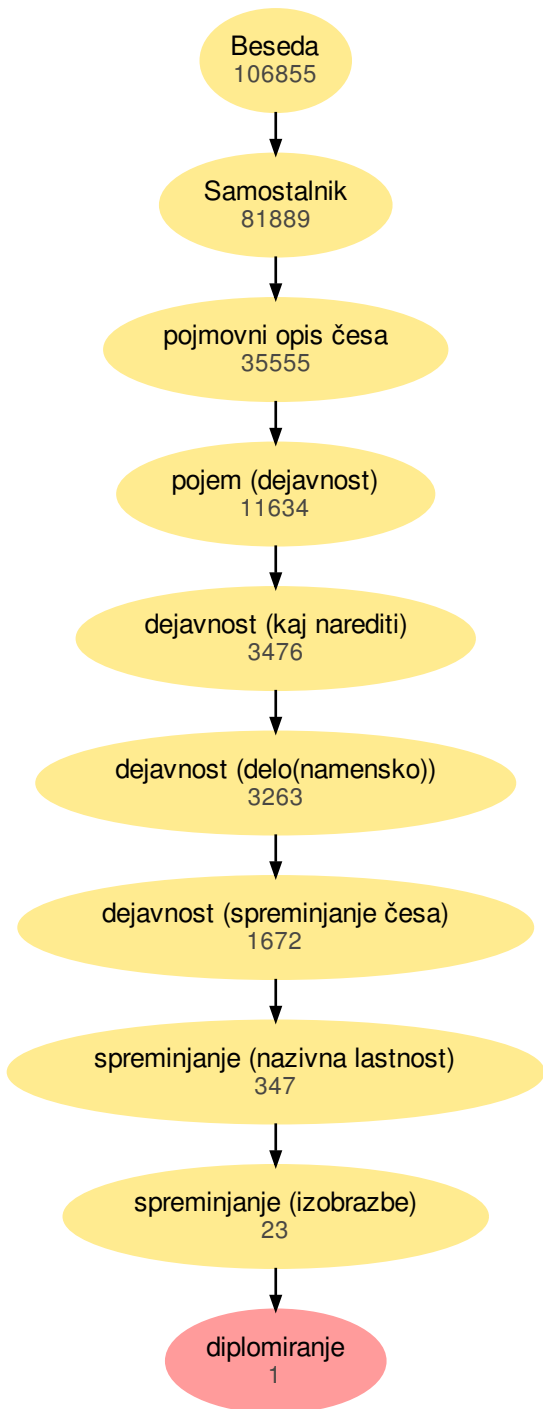 Beseda
106855
Samostalnik
81889
pojmovni opis česa
35555
pojem (dejavnost)
11634
dejavnost (kaj narediti)
3476
dejavnost (delo(namensko))
3263
dejavnost (spreminjanje česa)
1672
spreminjanje (nazivna lastnost)
347
spreminjanje (izobrazbe)
23
diplomiranje
1